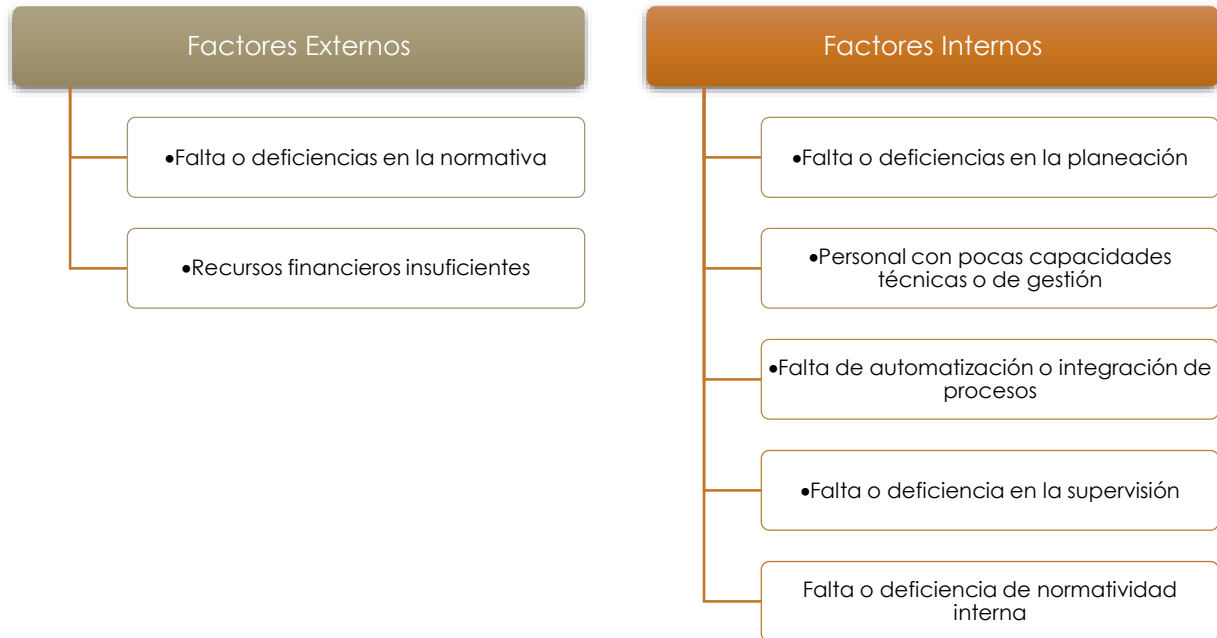 Factores Externos
•Falta o deficiencias en la normativa
•Recursos financieros insuficientes
Factores Internos
•Falta o deficiencias en la planeación
•Personal con pocas capacidades
técnicas o de gestión
•Falta de automatización o integración de
procesos
•Falta o deficiencia en la supervisión
Falta o deficiencia de normatividad
interna